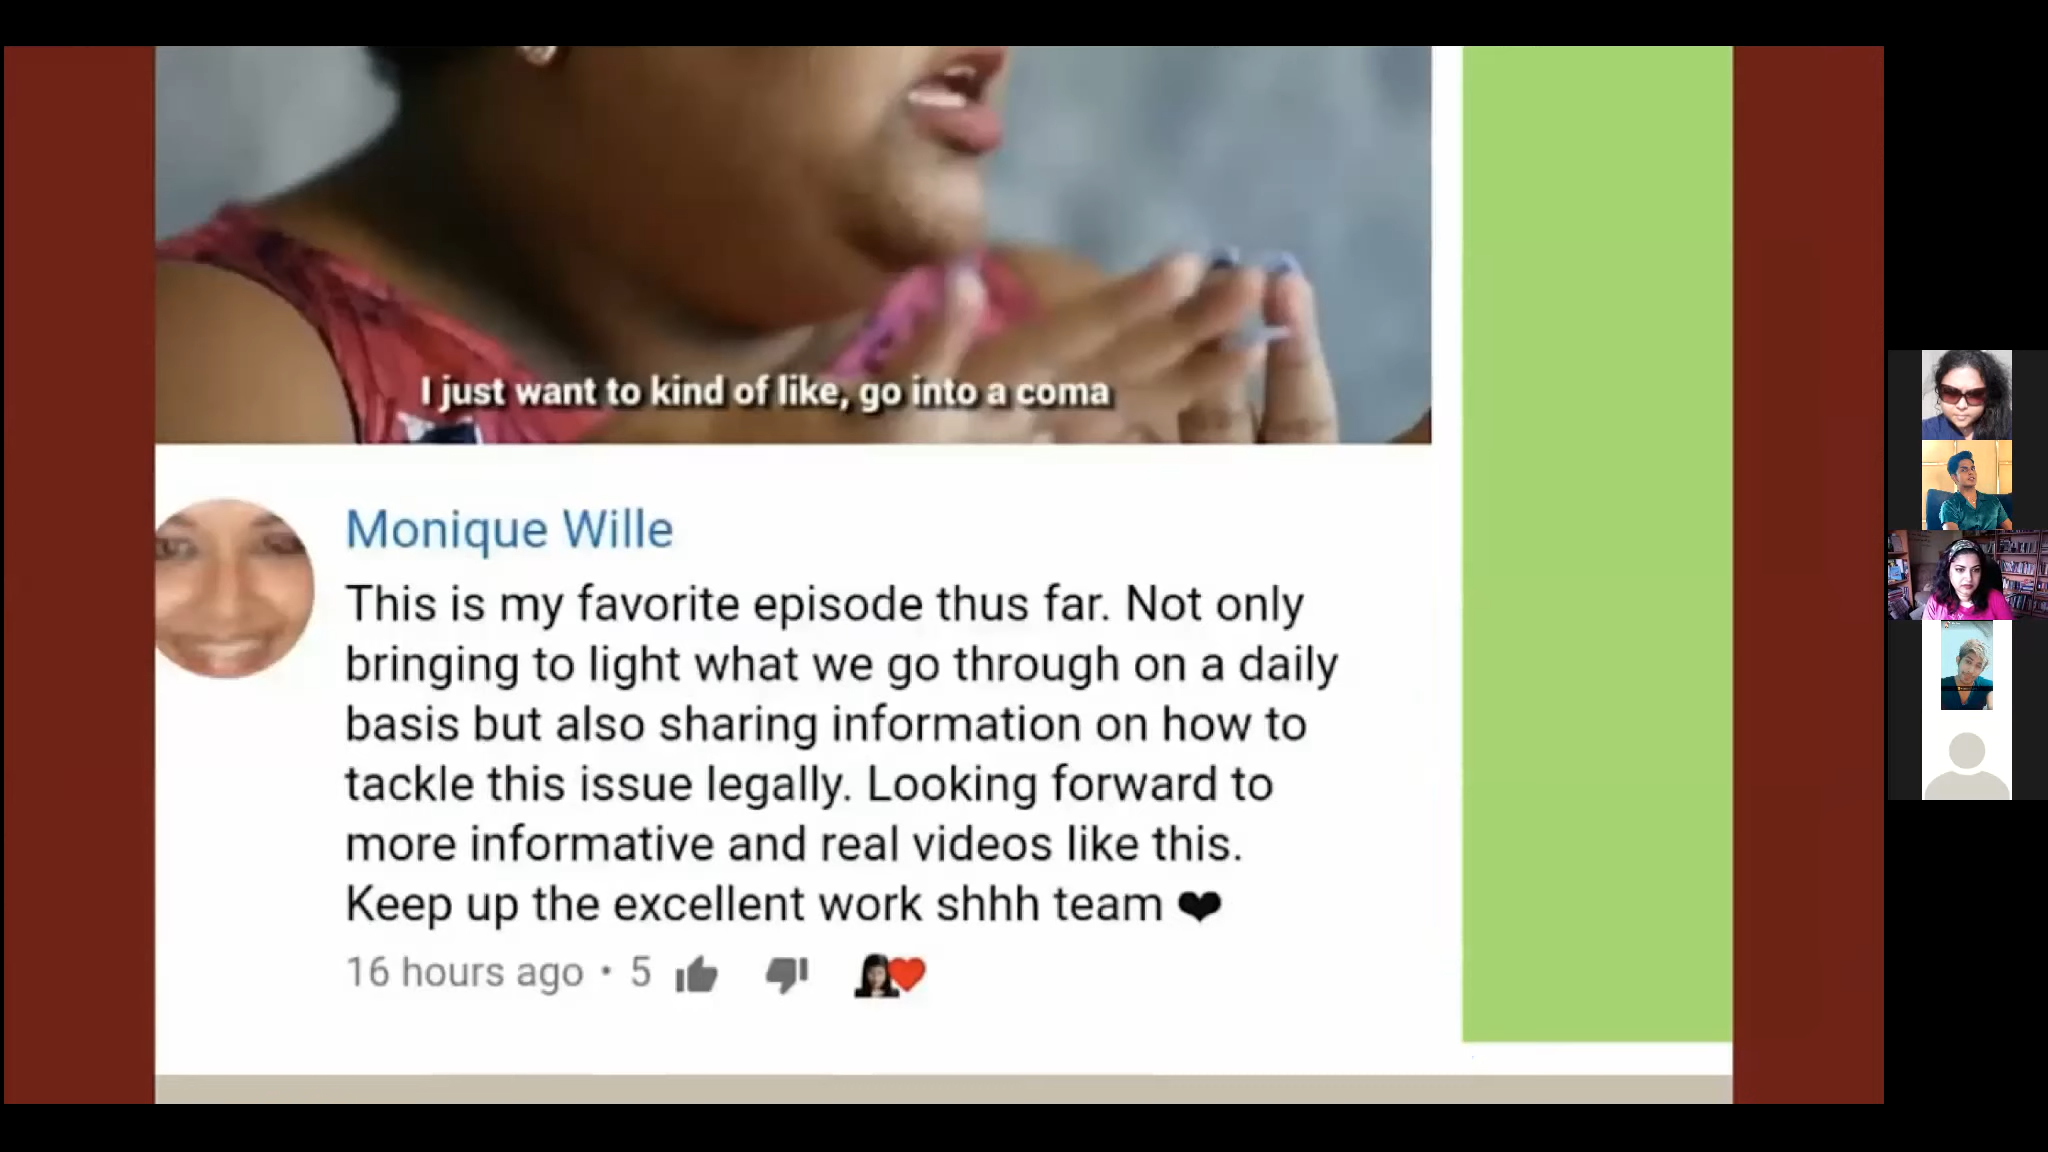 I just want to kind of like, go into a coma
Monique Wille
This is my favorite episode thus far. Not only
bringing to light what we go through on a daily
basis but also sharing information on how to
tackle this issue legally. Looking forward to
more informative and real videos like this.
Keep up the excellent work shhh team ❤
16 hours ago • 5